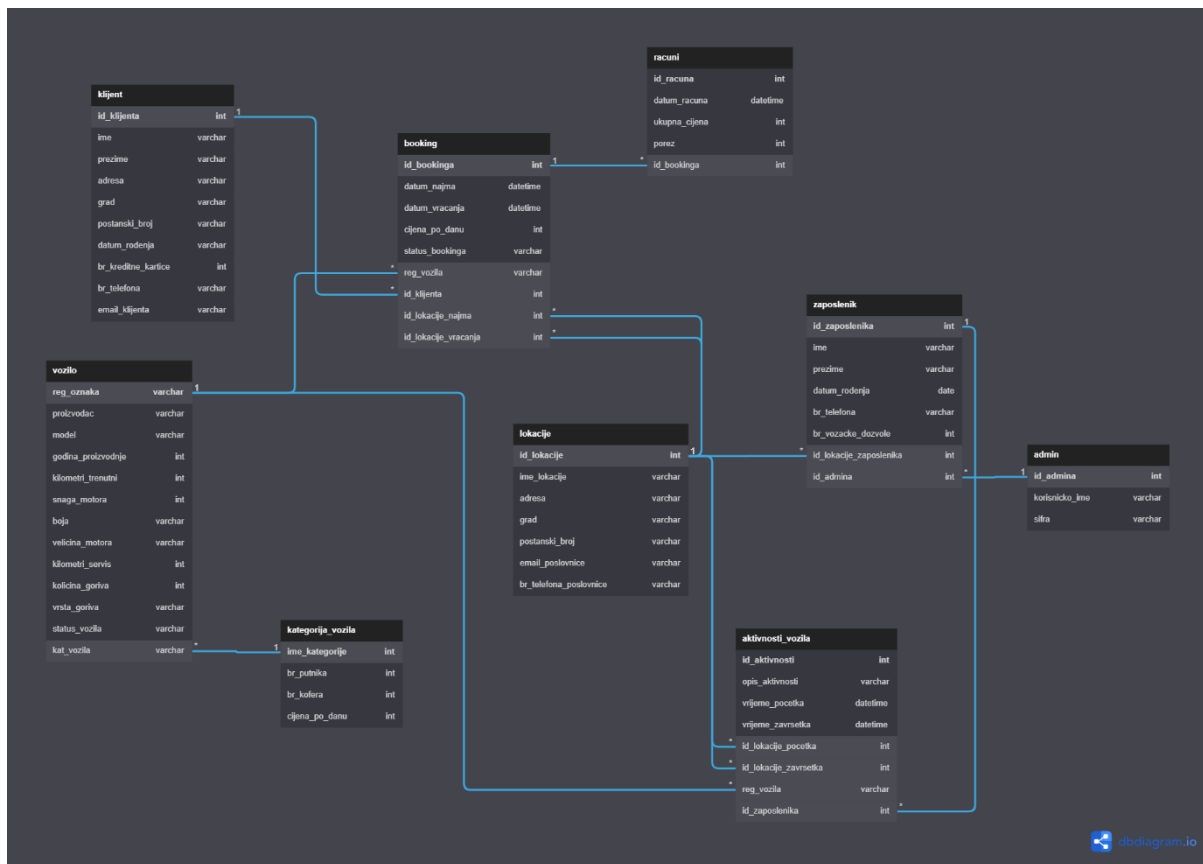 racuni
id_racuna int
datum_racuna datetime
ukupna_cijena int
porez int
id_bookinga int
klijent
id_klijenta int
ime varchar
prezime varchar
adresa varchar
grad varchar
postanski_broj varchar
datum_rodenja varchar
br_kreditne_kartice int
br_telefona varchar
email_klijenta varchar
1
booking
id_bookinga int
datum_najma datetime
datum_vracanja datetime
cijena_po_danu int
status_bookinga varchar
reg_vozila varchar
id_klijenta int
id_lokacije_najma int
id_lokacije_vracanja int
1 *
* *
* *
zaposlenik
id_zaposlenika int
ime varchar
prezime varchar
datum_rodenja date
br_telefona varchar
br_vozacke_dozvole int
id_lokacije_zaposlenika int
id_admina int
1
* *
vozilo
reg_oznaka varchar
proizvodac varchar
model varchar
godina_proizvodnje int
kilometri_trenutni int
snaga_motora int
boja varchar
velicina_motora varchar
kilometri_servis int
kolicina_goriva int
vrsta_goriva varchar
status_vozila varchar
kat_vozila varchar
1
* 1
lokacije
id_lokacije int
ime_lokacije varchar
adresa varchar
grad varchar
postanski_broj varchar
email_poslovnice varchar
br_telefona_poslovnice varchar
1
admin
id_admina int
korisnicko_ime varchar
sifra varchar
1
kategorija_vozila
ime_kategorije int
br_putnika int
br_kofera int
cijena_po_danu int
aktivnosti_vozila
id_aktivnosti int
opis_aktivnosti varchar
vrijeme_pocetka datetime
vrijeme_zavrsetka datetime
id_lokacije_pocetka int
id_lokacije_zavrsetka int
reg_vozila varchar
id_zaposlenika int
* *
* *
dbdiagram.io